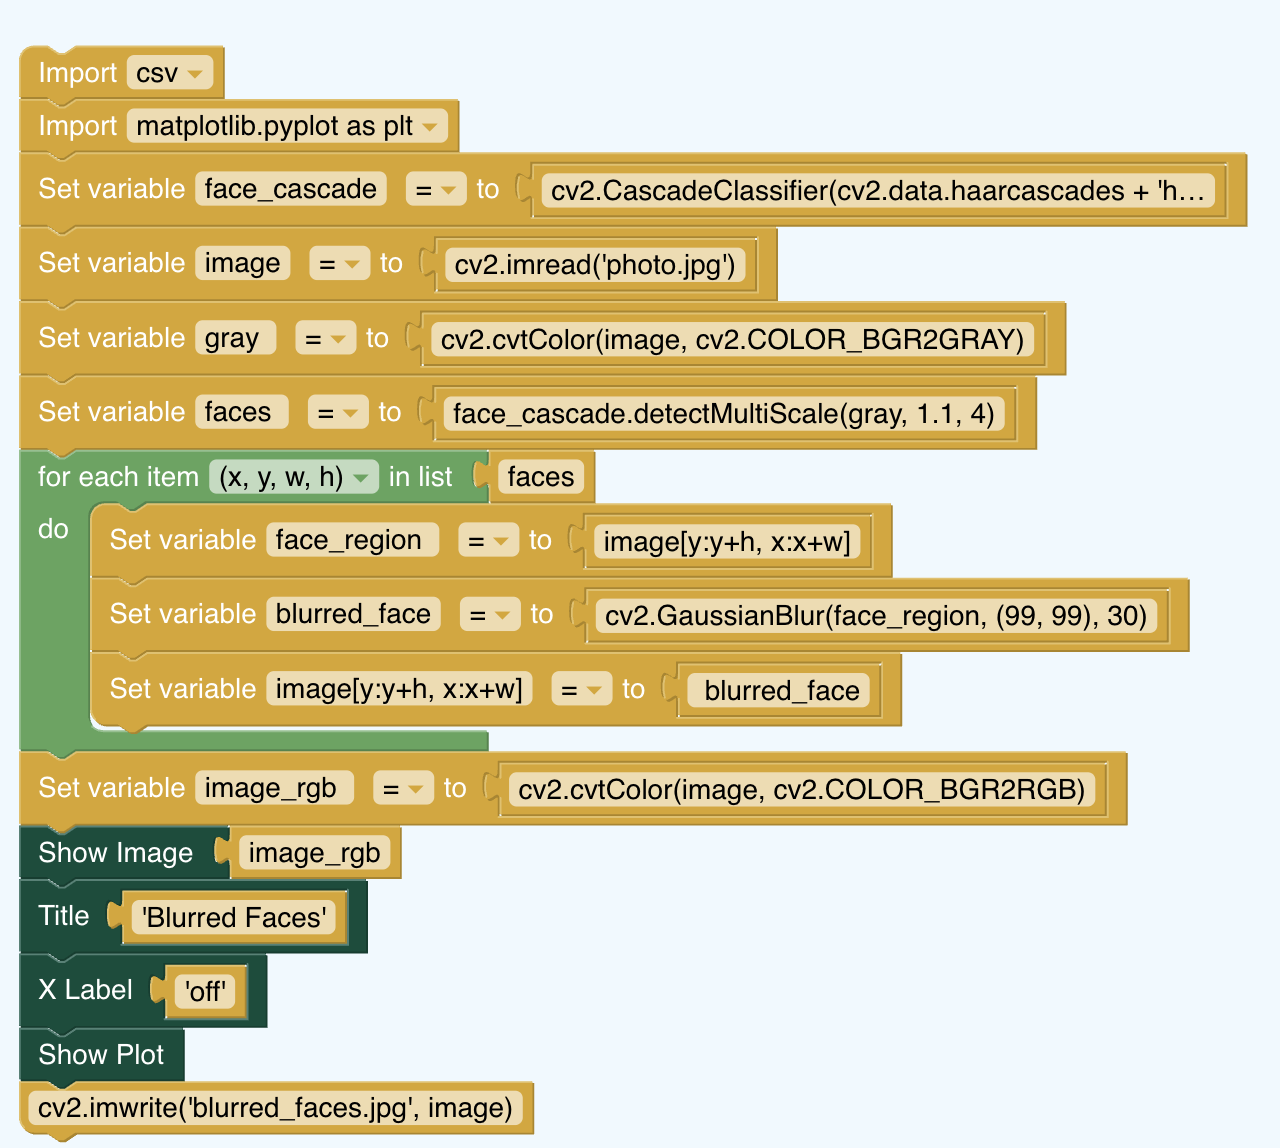 Import csv
Import matplotlib.pyplot as plt
Set variable face_cascade = to cv2.CascadeClassifier(cv2.data.haarcascades + 'h…
Set variable image = to cv2.imread('photo.jpg')
Set variable gray = to cv2.cvtColor(image, cv2.COLOR_BGR2GRAY)
Set variable faces = to face_cascade.detectMultiScale(gray, 1.1, 4)
for each item (x, y, w, h) in list faces
do Set variable face_region = to image[y:y+h, x:x+w]
Set variable blurred_face = to cv2.GaussianBlur(face_region, (99, 99), 30)
Set variable image[y:y+h, x:x+w] = to blurred_face
Set variable image_rgb = to cv2.cvtColor(image, cv2.COLOR_BGR2RGB)
Show Image image_rgb
Title 'Blurred Faces'
X Label 'off'
Show Plot
cv2.imwrite('blurred_faces.jpg', image)